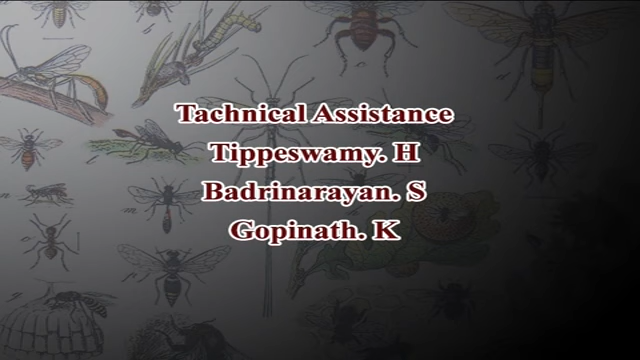 Tachnical Assistance
Tippeswamy. H
Badrinarayan. S
Gopinath. K